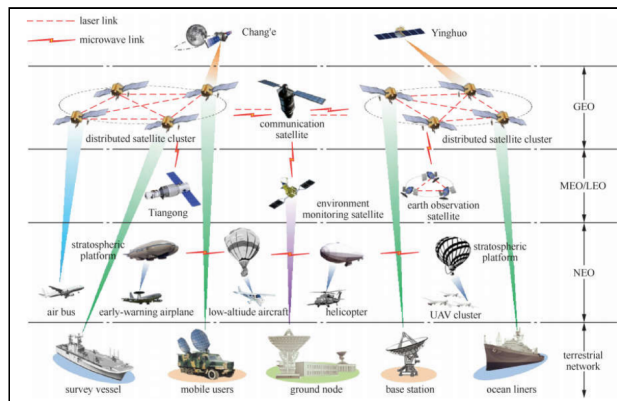 laser link
microwave link
Chang'e
Yinghuo
distributed satellite cluster
communication
satellite
distributed satellite cluster
GEO
Tiangong
environment
monitoring satellite
earth observation
satellite
MEO/LEO
stratospheric
platform
stratospheric
platform
NEO
air bus
early-warning airplane
low-altiude aircraft
helicopter
UAV cluster
survey vessel
mobile users
ground node
base station
ocean liners
terrestrial
network